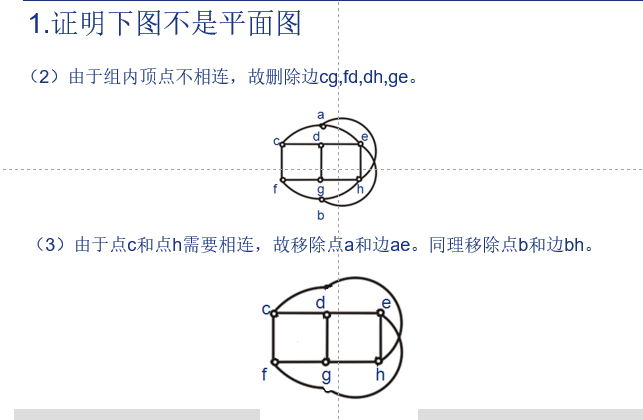 1.证明下图不是平面图
（2）由于组内顶点不相连，故删除边cg,fd,dh,ge。
a
c d e
f g h
b
（3）由于点c和点h需要相连，故移除点a和边ae。同理移除点b和边bh。
c d e
f g h